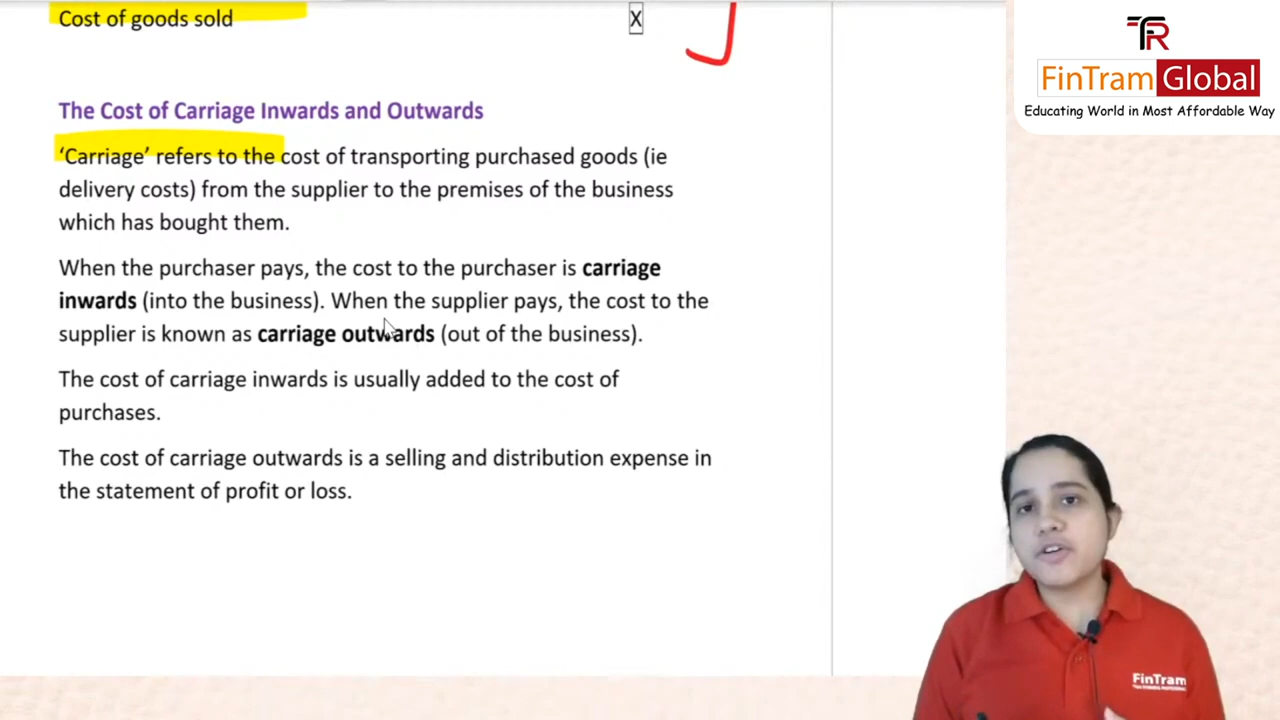 Cost of goods sold
X
TR
FinTram Global
Educating World in Most Affordable Way
The Cost of Carriage Inwards and Outwards
‘Carriage’ refers to the cost of transporting purchased goods (ie
delivery costs) from the supplier to the premises of the business
which has bought them.
When the purchaser pays, the cost to the purchaser is carriage
inwards (into the business). When the supplier pays, the cost to the
supplier is known as carriage outwards (out of the business).
The cost of carriage inwards is usually added to the cost of
purchases.
The cost of carriage outwards is a selling and distribution expense in
the statement of profit or loss.
FinTram